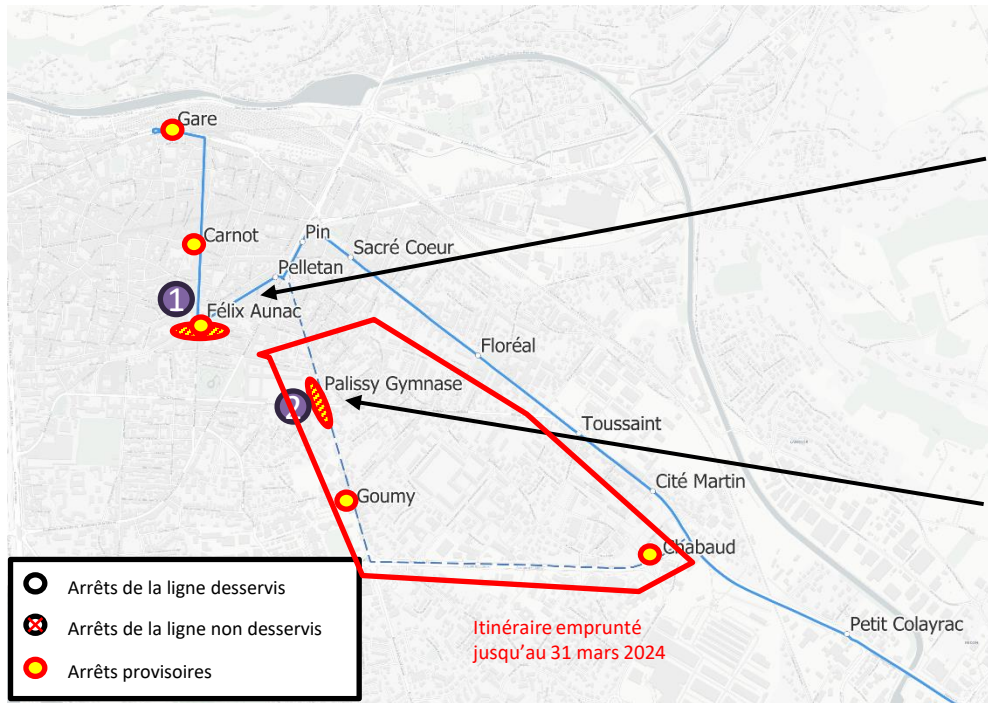 Gare
Carnot
Pin
Sacré Coeur
Pelletan
1
Félix Aunac
Floréal
Palissy Gymnase
2
Toussaint
Cité Martin
Goumy
Chabaud
Arrêts de la ligne desservis
Arrêts de la ligne non desservis
Arrêts provisoires
Itinéraire emprunté
jusqu’au 31 mars 2024
Petit Colayrac